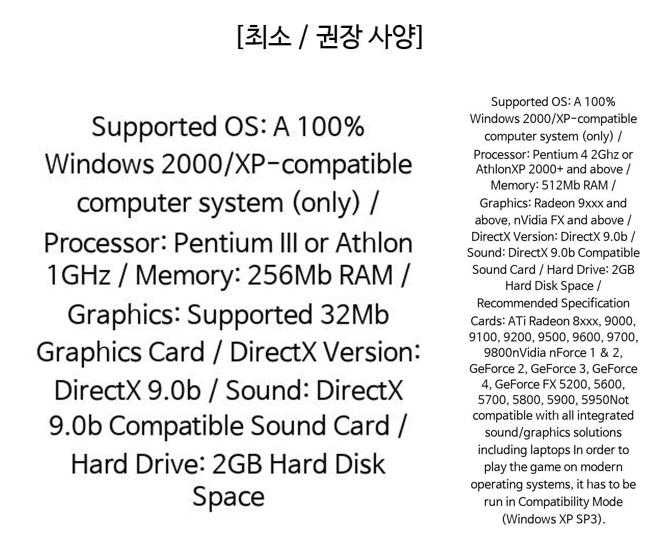 [최소 / 권장 사양]
Supported OS: A 100%
Windows 2000/XP-compatible
computer system (only) /
Processor: Pentium III or Athlon
1GHz / Memory: 256Mb RAM /
Graphics: Supported 32Mb
Graphics Card / DirectX Version:
DirectX 9.0b / Sound: DirectX
9.0b Compatible Sound Card /
Hard Drive: 2GB Hard Disk
Space
Supported OS: A 100%
Windows 2000/XP-compatible
computer system (only) /
Processor: Pentium 4 2Ghz or
AthlonXP 2000+ and above /
Memory: 512Mb RAM /
Graphics: Radeon 9xxx and
above, nVidia FX and above /
DirectX Version: DirectX 9.0b /
Sound: DirectX 9.0b Compatible
Sound Card / Hard Drive: 2GB
Hard Disk Space /
Recommended Specification
Cards: ATi Radeon 8xxx, 9000,
9100, 9200, 9500, 9600, 9700,
9800nVidia nForce 1 & 2,
GeForce 2, GeForce 3, GeForce
4, GeForce FX 5200, 5600,
5700, 5800, 5900, 5950Not
compatible with all integrated
sound/graphics solutions
including laptops In order to
play the game on modern
operating systems, it has to be
run in Compatibility Mode
(Windows XP SP3).